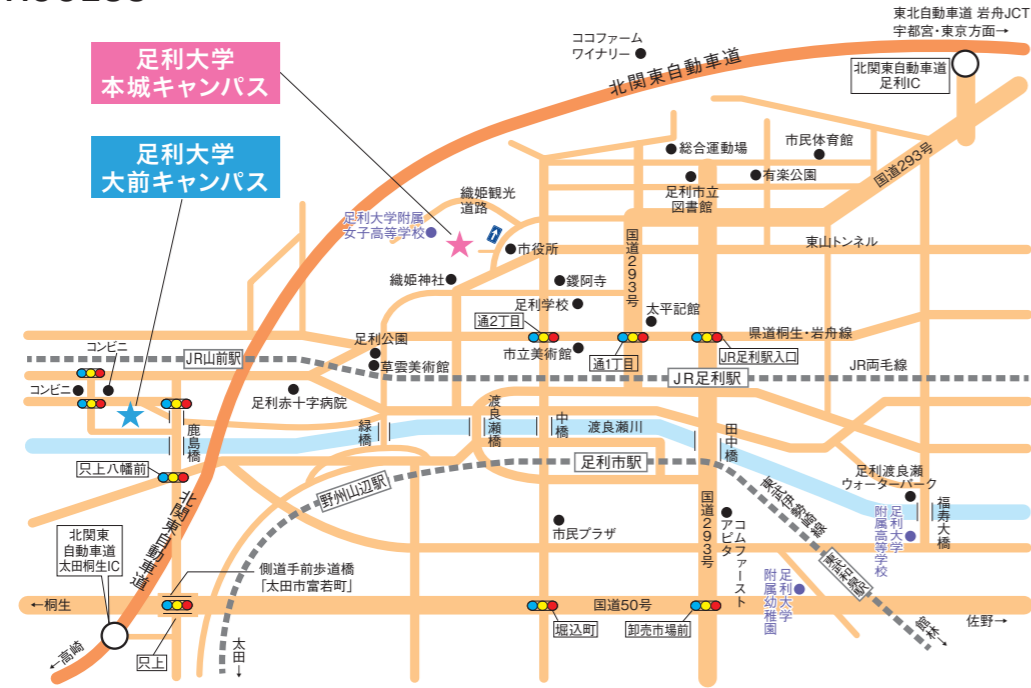 東北自動車道 岩舟JCT
宇都宮・東京方面→
ココファーム
ワイナリー
北関東自動車道
北関東自動車道
足利IC
足利大学
本城キャンパス
足利大学
大前キャンパス
総合運動場
市民体育館
有楽公園
足利市立
図書館
国道293号
織姫観光
道路
足利大学附属
女子高等学校
市役所
国道293号
東山トンネル
織姫神社
鑁阿寺
足利学校
太平記館
通2丁目
県道桐生・岩舟線
コンビニ
足利公園
市立美術館
通1丁目
JR足利駅入口
JR山前駅
草雲美術館
JR両毛線
JR足利駅
コンビニ
足利赤十字病院
鹿島橋
緑橋
渡良瀬橋
中橋
渡良瀬川
田中橋
只上八幡前
足利市駅
野州山辺駅
東武伊勢崎線
足利渡良瀬
ウォーターパーク
足利大学
附属高等学校
福寿大橋
北関東自動車道
市民プラザ
国道293号
コムファースト
アピタ
北関東
自動車道
太田桐生IC
側道手前歩道橋
「太田市富若町」
足利大学
附属幼稚園
←桐生
国道50号
佐野→
堀込町
卸売市場前
館林→
←高崎
只上
太田→